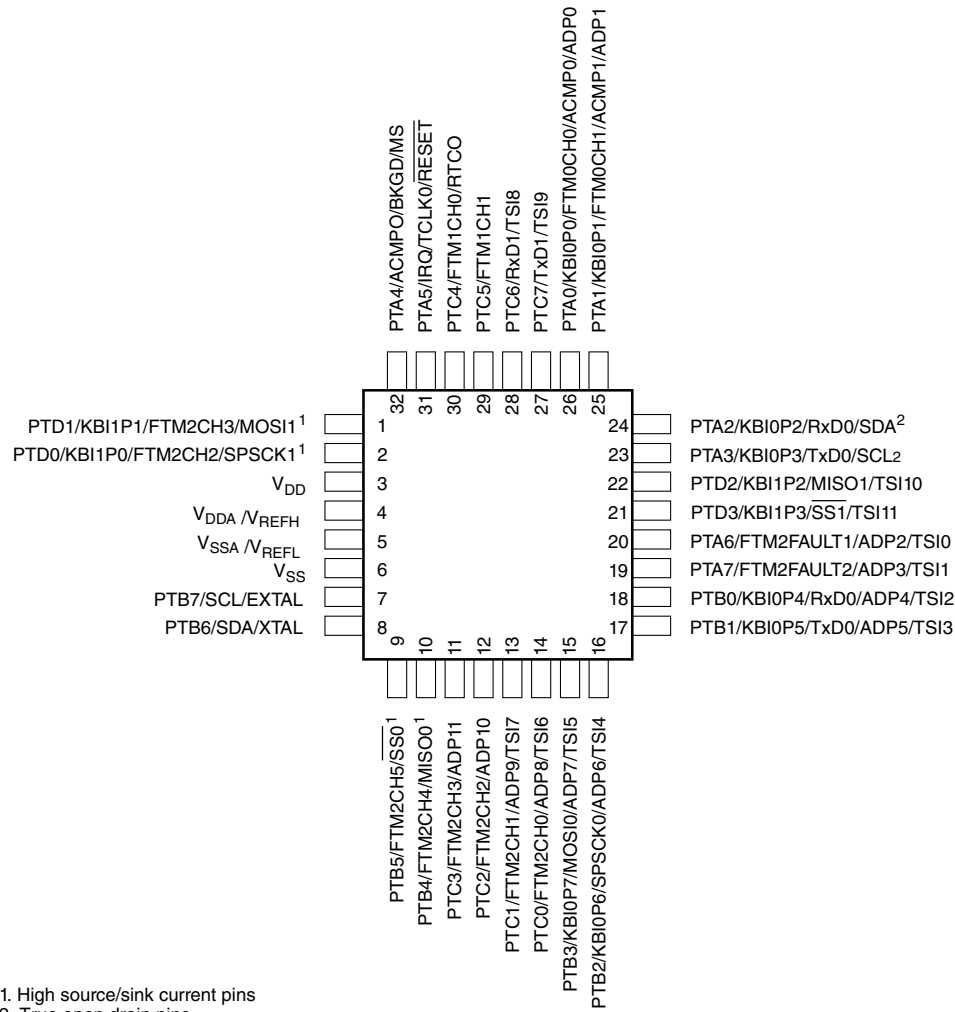 PTA4/ACMPO/BKGD/MS
PTA5/IRQ/TCLK0/RESET
PTC4/FTM1CH0/RTCO
PTC5/FTM1CH1
PTC6/RxD1/TSI8
PTC7/TxD1/TSI9
PTA0/KBI0P0/FTM0CH0/ACMP0/ADP0
PTA1/KBI0P1/FTM0CH1/ACMP1/ADP1
32
31
30
29
28
27
26
25
PTD1/KBI1P1/FTM2CH3/MOSI1¹
1
PTD0/KBI1P0/FTM2CH2/SPSCK1¹
2
VDD
3
VDDA /VREFH
4
VSSA /VREFL
5
VSS
6
PTB7/SCL/EXTAL
7
PTB6/SDA/XTAL
8
24
PTA2/KBI0P2/RxD0/SDA²
23
PTA3/KBI0P3/TxD0/SCL2
22
PTD2/KBI1P2/MISO1/TSI10
21
PTD3/KBI1P3/SS1/TSI11
20
PTA6/FTM2FAULT1/ADP2/TSI0
19
PTA7/FTM2FAULT2/ADP3/TSI1
18
PTB0/KBI0P4/RxD0/ADP4/TSI2
17
PTB1/KBI0P5/TxD0/ADP5/TSI3
9
10
11
12
13
14
15
16
PTB5/FTM2CH5/SS0¹
PTB4/FTM2CH4/MISO0¹
PTC3/FTM2CH3/ADP11
PTC2/FTM2CH2/ADP10
PTC1/FTM2CH1/ADP9/TSI7
PTC0/FTM2CH0/ADP8/TSI6
PTB3/KBI0P7/MOSI0/ADP7/TSI5
PTB2/KBI0P6/SPSCK0/ADP6/TSI4
1. High source/sink current pins